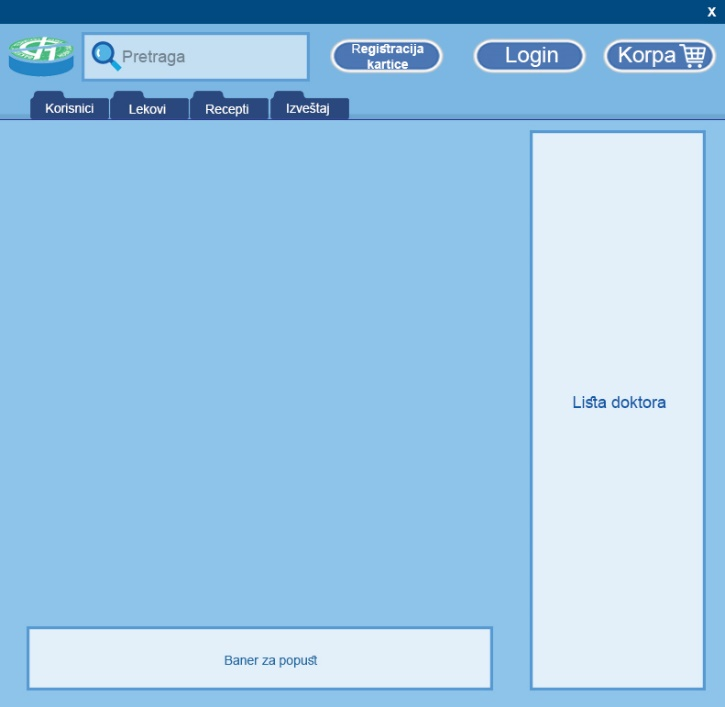 x
Pretraga
Registracija
kartice
Login
Korpa
Korisnici
Lekovi
Recepti
Izveštaj
Lista doktora
Baner za popust